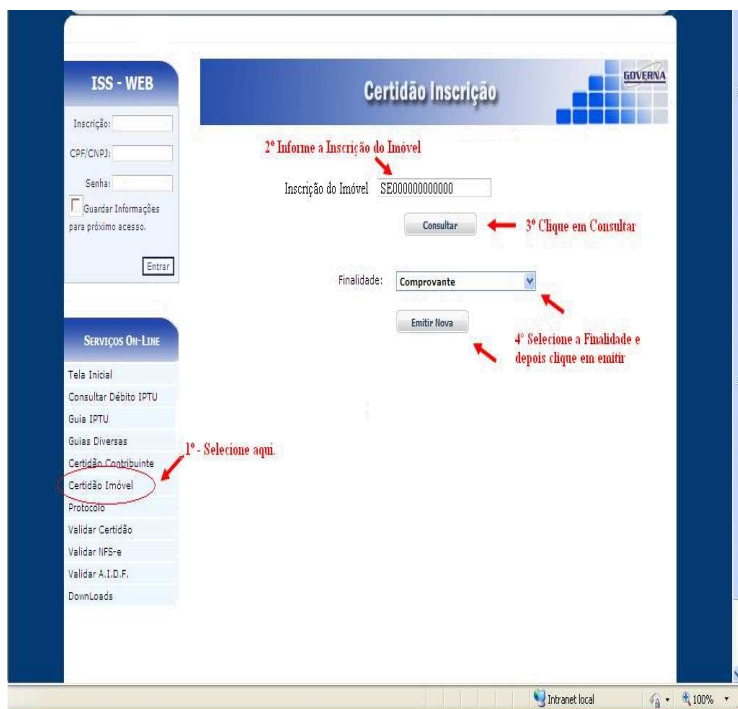 ISS - WEB
Inscrição:
CPF/CNPJ:
Senha:
Guardar Informações
para próximo acesso.
Entrar
Certidão Inscrição
GOVERNA
2º Informe a Inscrição do Imóvel
Inscrição do Imóvel SE000000000000
Consultar
3º Clique em Consultar
Finalidade: Comprovante
Emitir Nova
4º Selecione a Finalidade e
depois clique em emitir
Serviços On-Line
Tela Inicial
Consultar Débito IPTU
Guia IPTU
Guias Diversas
1º - Selecione aqui.
Certidão Contribuinte
Certidão Imóvel
Protocolo
Validar Certidão
Validar NFS-e
Validar A.I.D.F.
DownLoads
Intranet local
100%